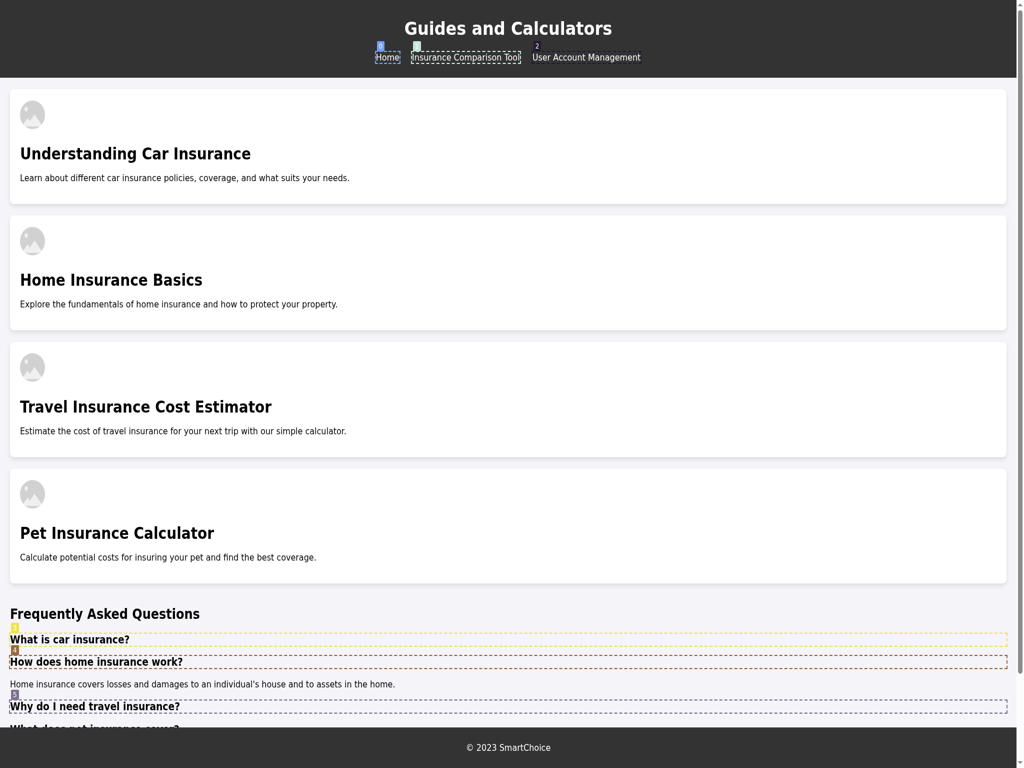 Guides and Calculators
0 1 2
Home Insurance Comparison Tool User Account Management
Understanding Car Insurance
Learn about different car insurance policies, coverage, and what suits your needs.
Home Insurance Basics
Explore the fundamentals of home insurance and how to protect your property.
Travel Insurance Cost Estimator
Estimate the cost of travel insurance for your next trip with our simple calculator.
Pet Insurance Calculator
Calculate potential costs for insuring your pet and find the best coverage.
Frequently Asked Questions
3
What is car insurance?
4
How does home insurance work?
Home insurance covers losses and damages to an individual's house and to assets in the home.
5
Why do I need travel insurance?
What does pet insurance cover?
© 2023 SmartChoice